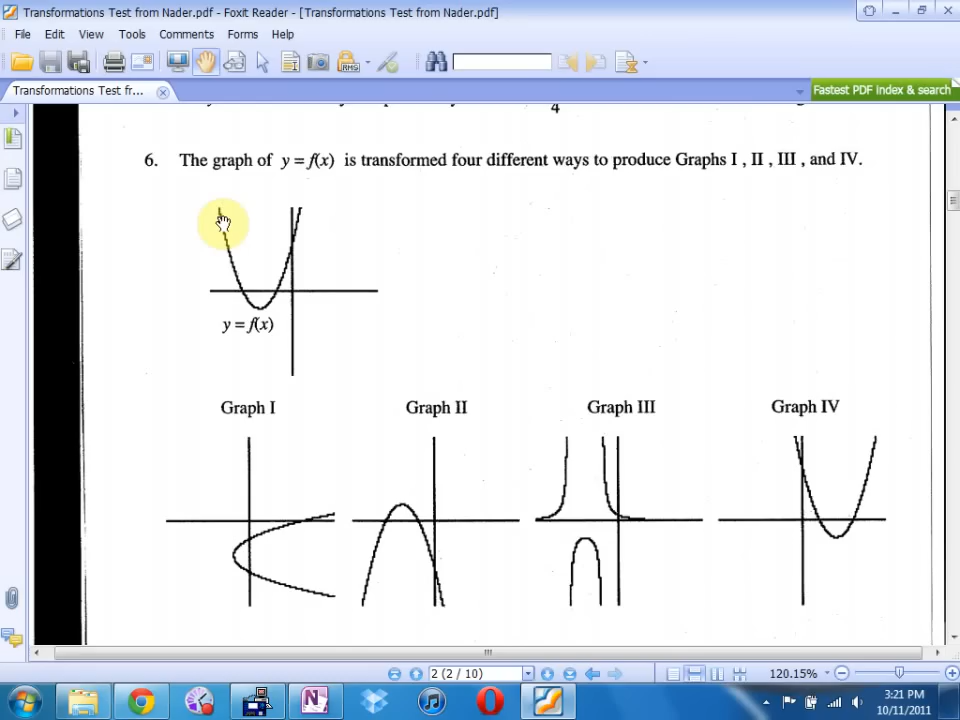 Transformations Test from Nader.pdf - Foxit Reader - [Transformations Test from Nader.pdf]
File Edit View Tools Comments Forms Help
RMS
Transformations Test fr...
Fastest PDF index & search
4
6. The graph of y = f(x) is transformed four different ways to produce Graphs I , II , III , and IV.
y = f(x)
Graph I Graph II Graph III Graph IV
2 (2 / 10)
120.15%
3:21 PM
10/11/2011